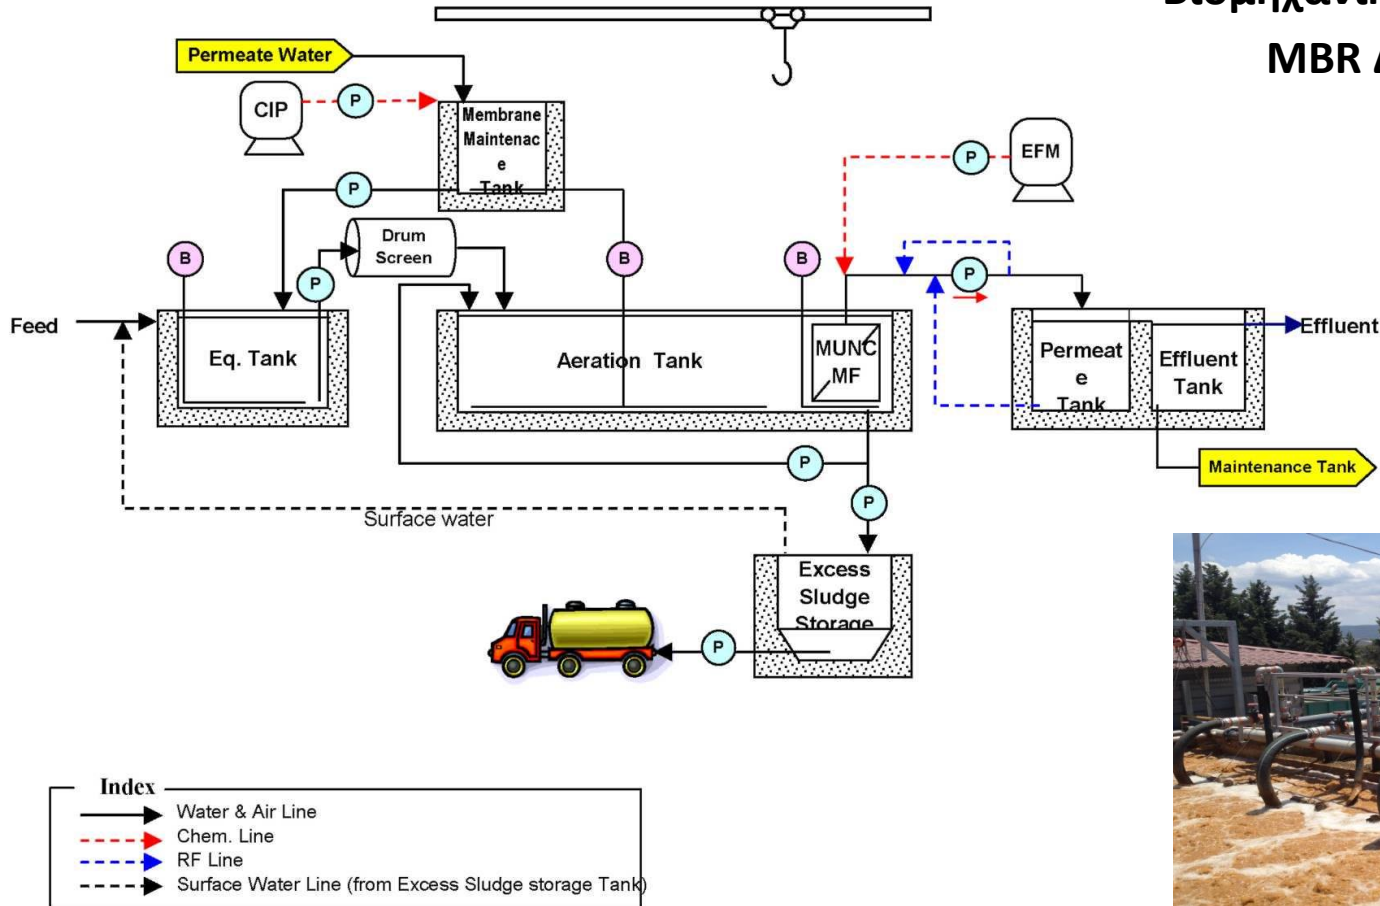 MBR
Permeate Water
CIP
P
Membrane
Maintenac
e
Tank
P
EFM
P
B
P
Drum
Screen
B
B
P
Feed
Eq. Tank
Aeration Tank
MUNC
MF
Permeat
e
Tank
Effluent
Tank
Effluent
P
P
Maintenance Tank
Surface water
Excess
Sludge
Storage
P
Index
Water & Air Line
Chem. Line
RF Line
Surface Water Line (from Excess Sludge storage Tank)